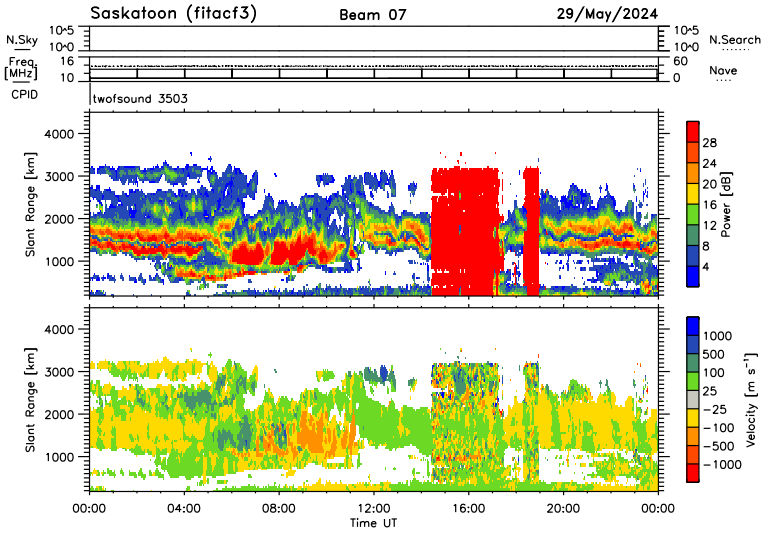 Saskatoon (fitacf3) Beam 07 29/May/2024
N.Sky 10^5 10^0 10^5 10^0 N.Search
Freq. [MHz] 16 10 60 0 Nave
CPID twofsound 3503
Slant Range [km] 4000 3000 2000 1000
28 24 20 16 12 8 4 Power [dB]
Slant Range [km] 4000 3000 2000 1000
1000 500 100 25 -25 -100 -500 -1000 Velocity [m s⁻¹]
00:00 04:00 08:00 12:00 16:00 20:00 00:00
Time UT